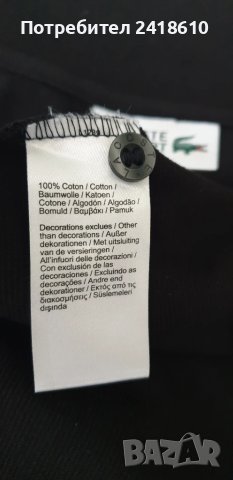 Потребител 2418610
100% Coton / Cotton /
Baumwolle / Katoen /
Cotone / Algodón / Algodão /
Bomuld / Βαμβάκι / Pamuk
Decorations exclues / Other
than decorations / Außer
dekorationen / Met uitsluiting
van de versieringen /
All'infuori delle decorazioni /
Con exclusión de las
decoraciones / Excluindo as
decorações / Andre end
dekorationer / Εκτός από τις
διακοσμήσεις / Süslemeleri
dışında
BAZAR